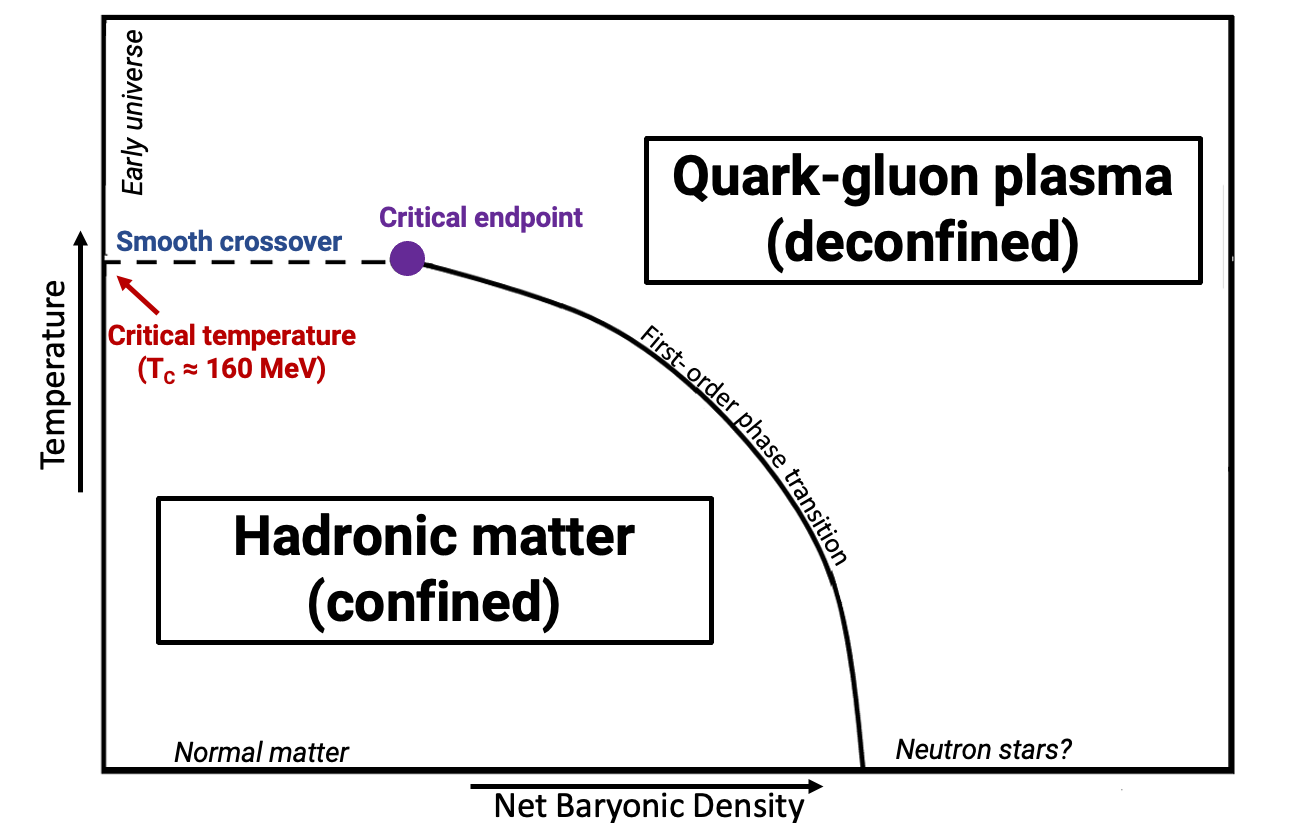 Early universe
Quark-gluon plasma
(deconfined)
Critical endpoint
Smooth crossover
Critical temperature
(T_C ≈ 160 MeV)
Temperature
First-order phase transition
Hadronic matter
(confined)
Normal matter
Neutron stars?
Net Baryonic Density